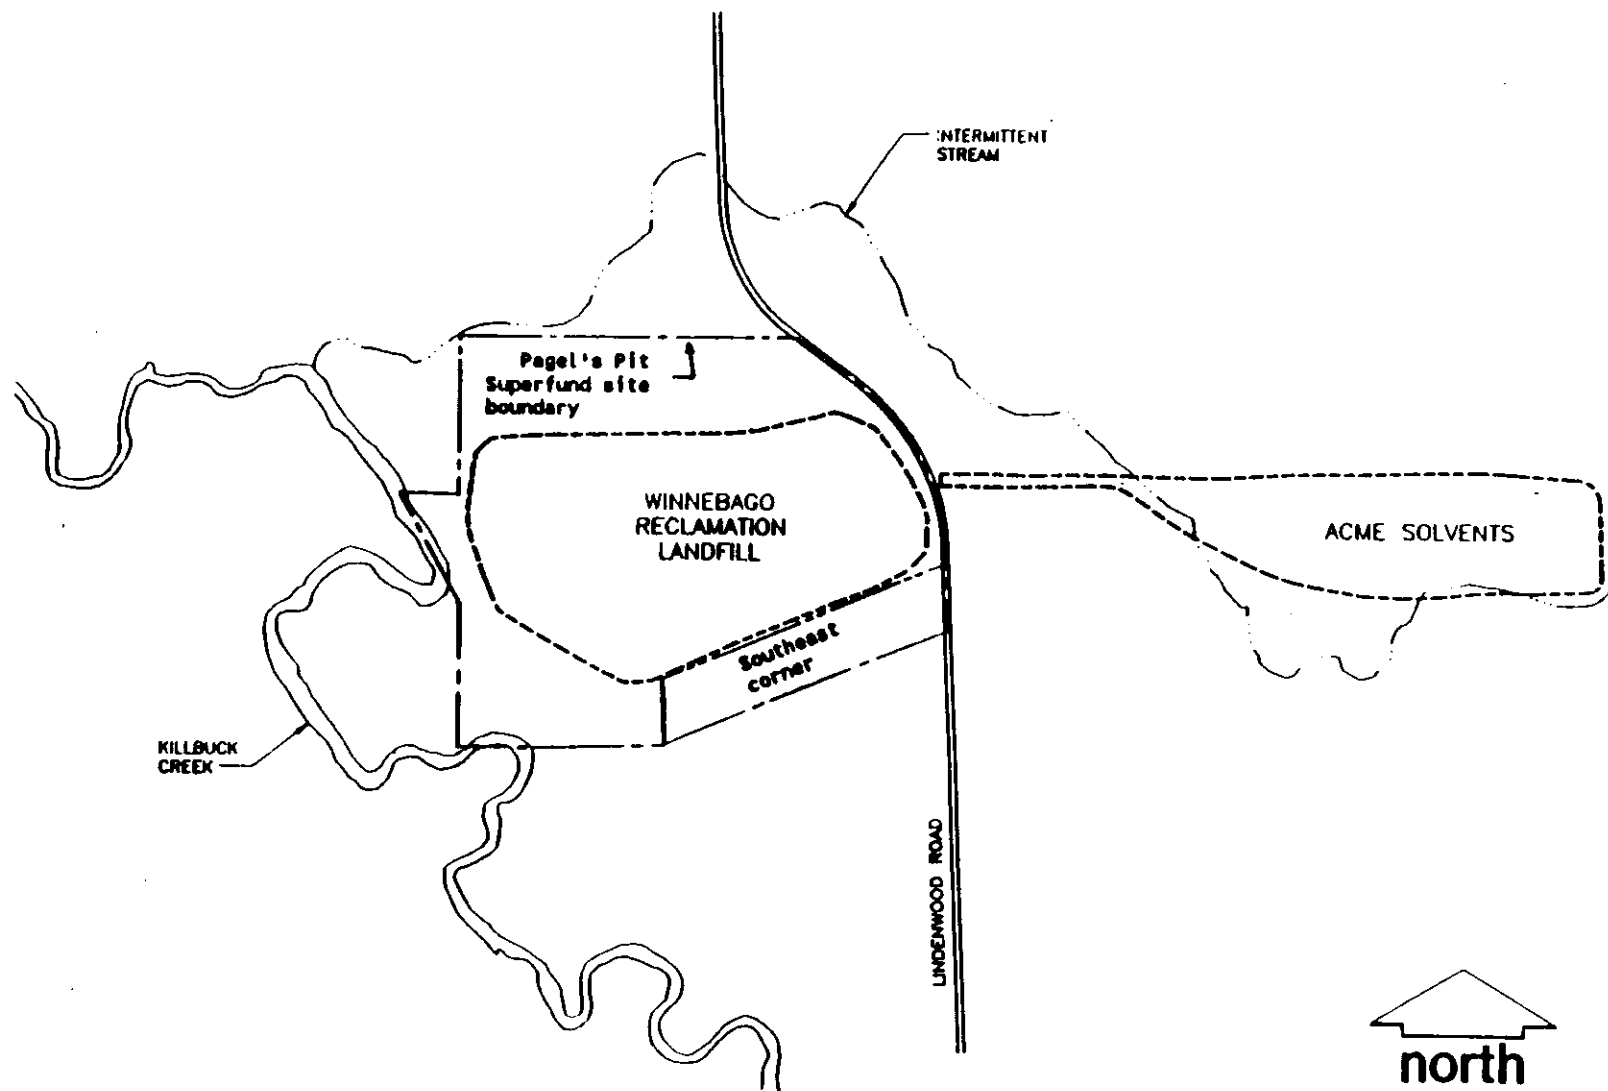 INTERMITTENT
STREAM
Pagel's Pit
Superfund site
boundary
WINNEBAGO
RECLAMATION
LANDFILL
ACME SOLVENTS
Southeast
corner
KILLBUCK
CREEK
LINDENWOOD ROAD
north